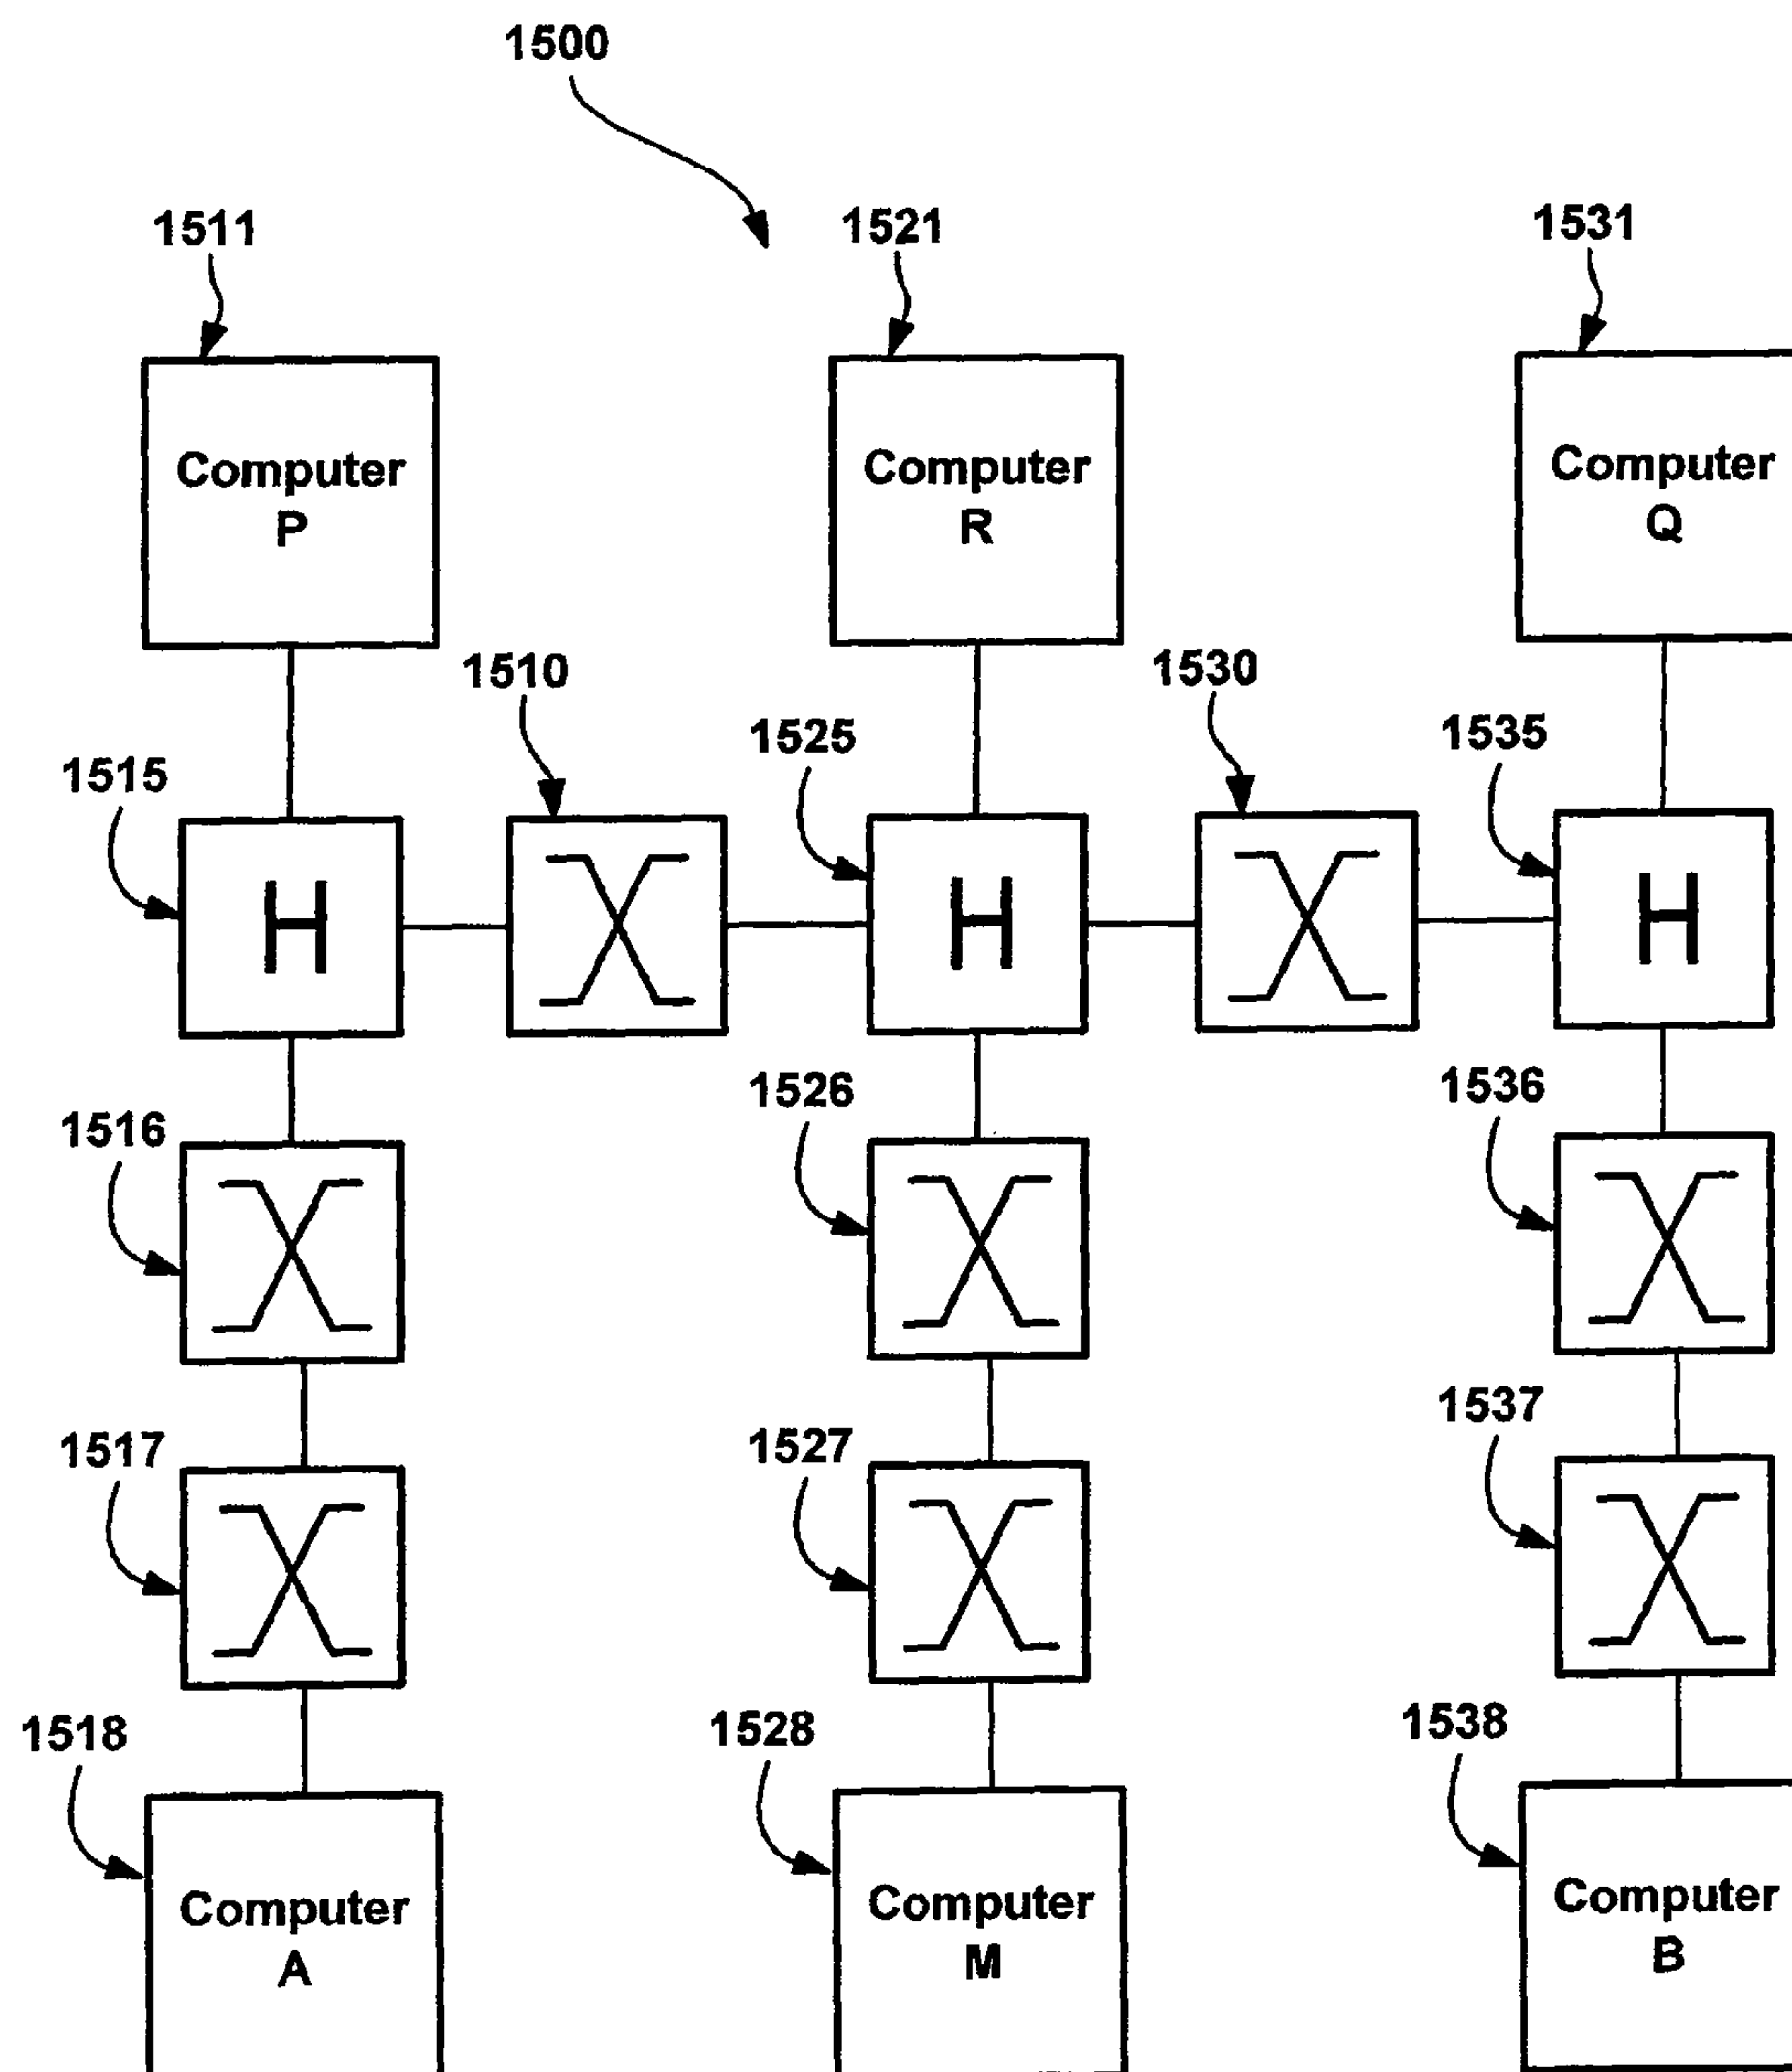 1500
1511
1521
1531
Computer
P
Computer
R
Computer
Q
1510
1530
1515
1525
1535
H
H
H
1516
1526
1536
1517
1527
1537
1518
1528
1538
Computer
A
Computer
M
Computer
B